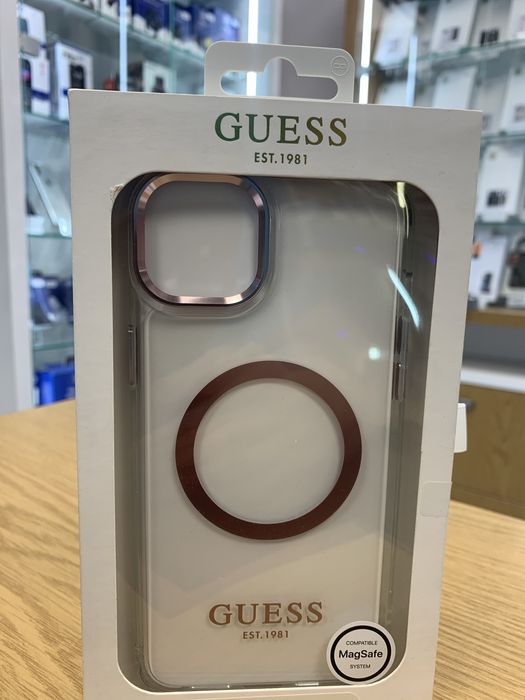 GUESS
EST.1981
GUESS
EST.1981
COMPATIBLE
MagSafe
SYSTEM